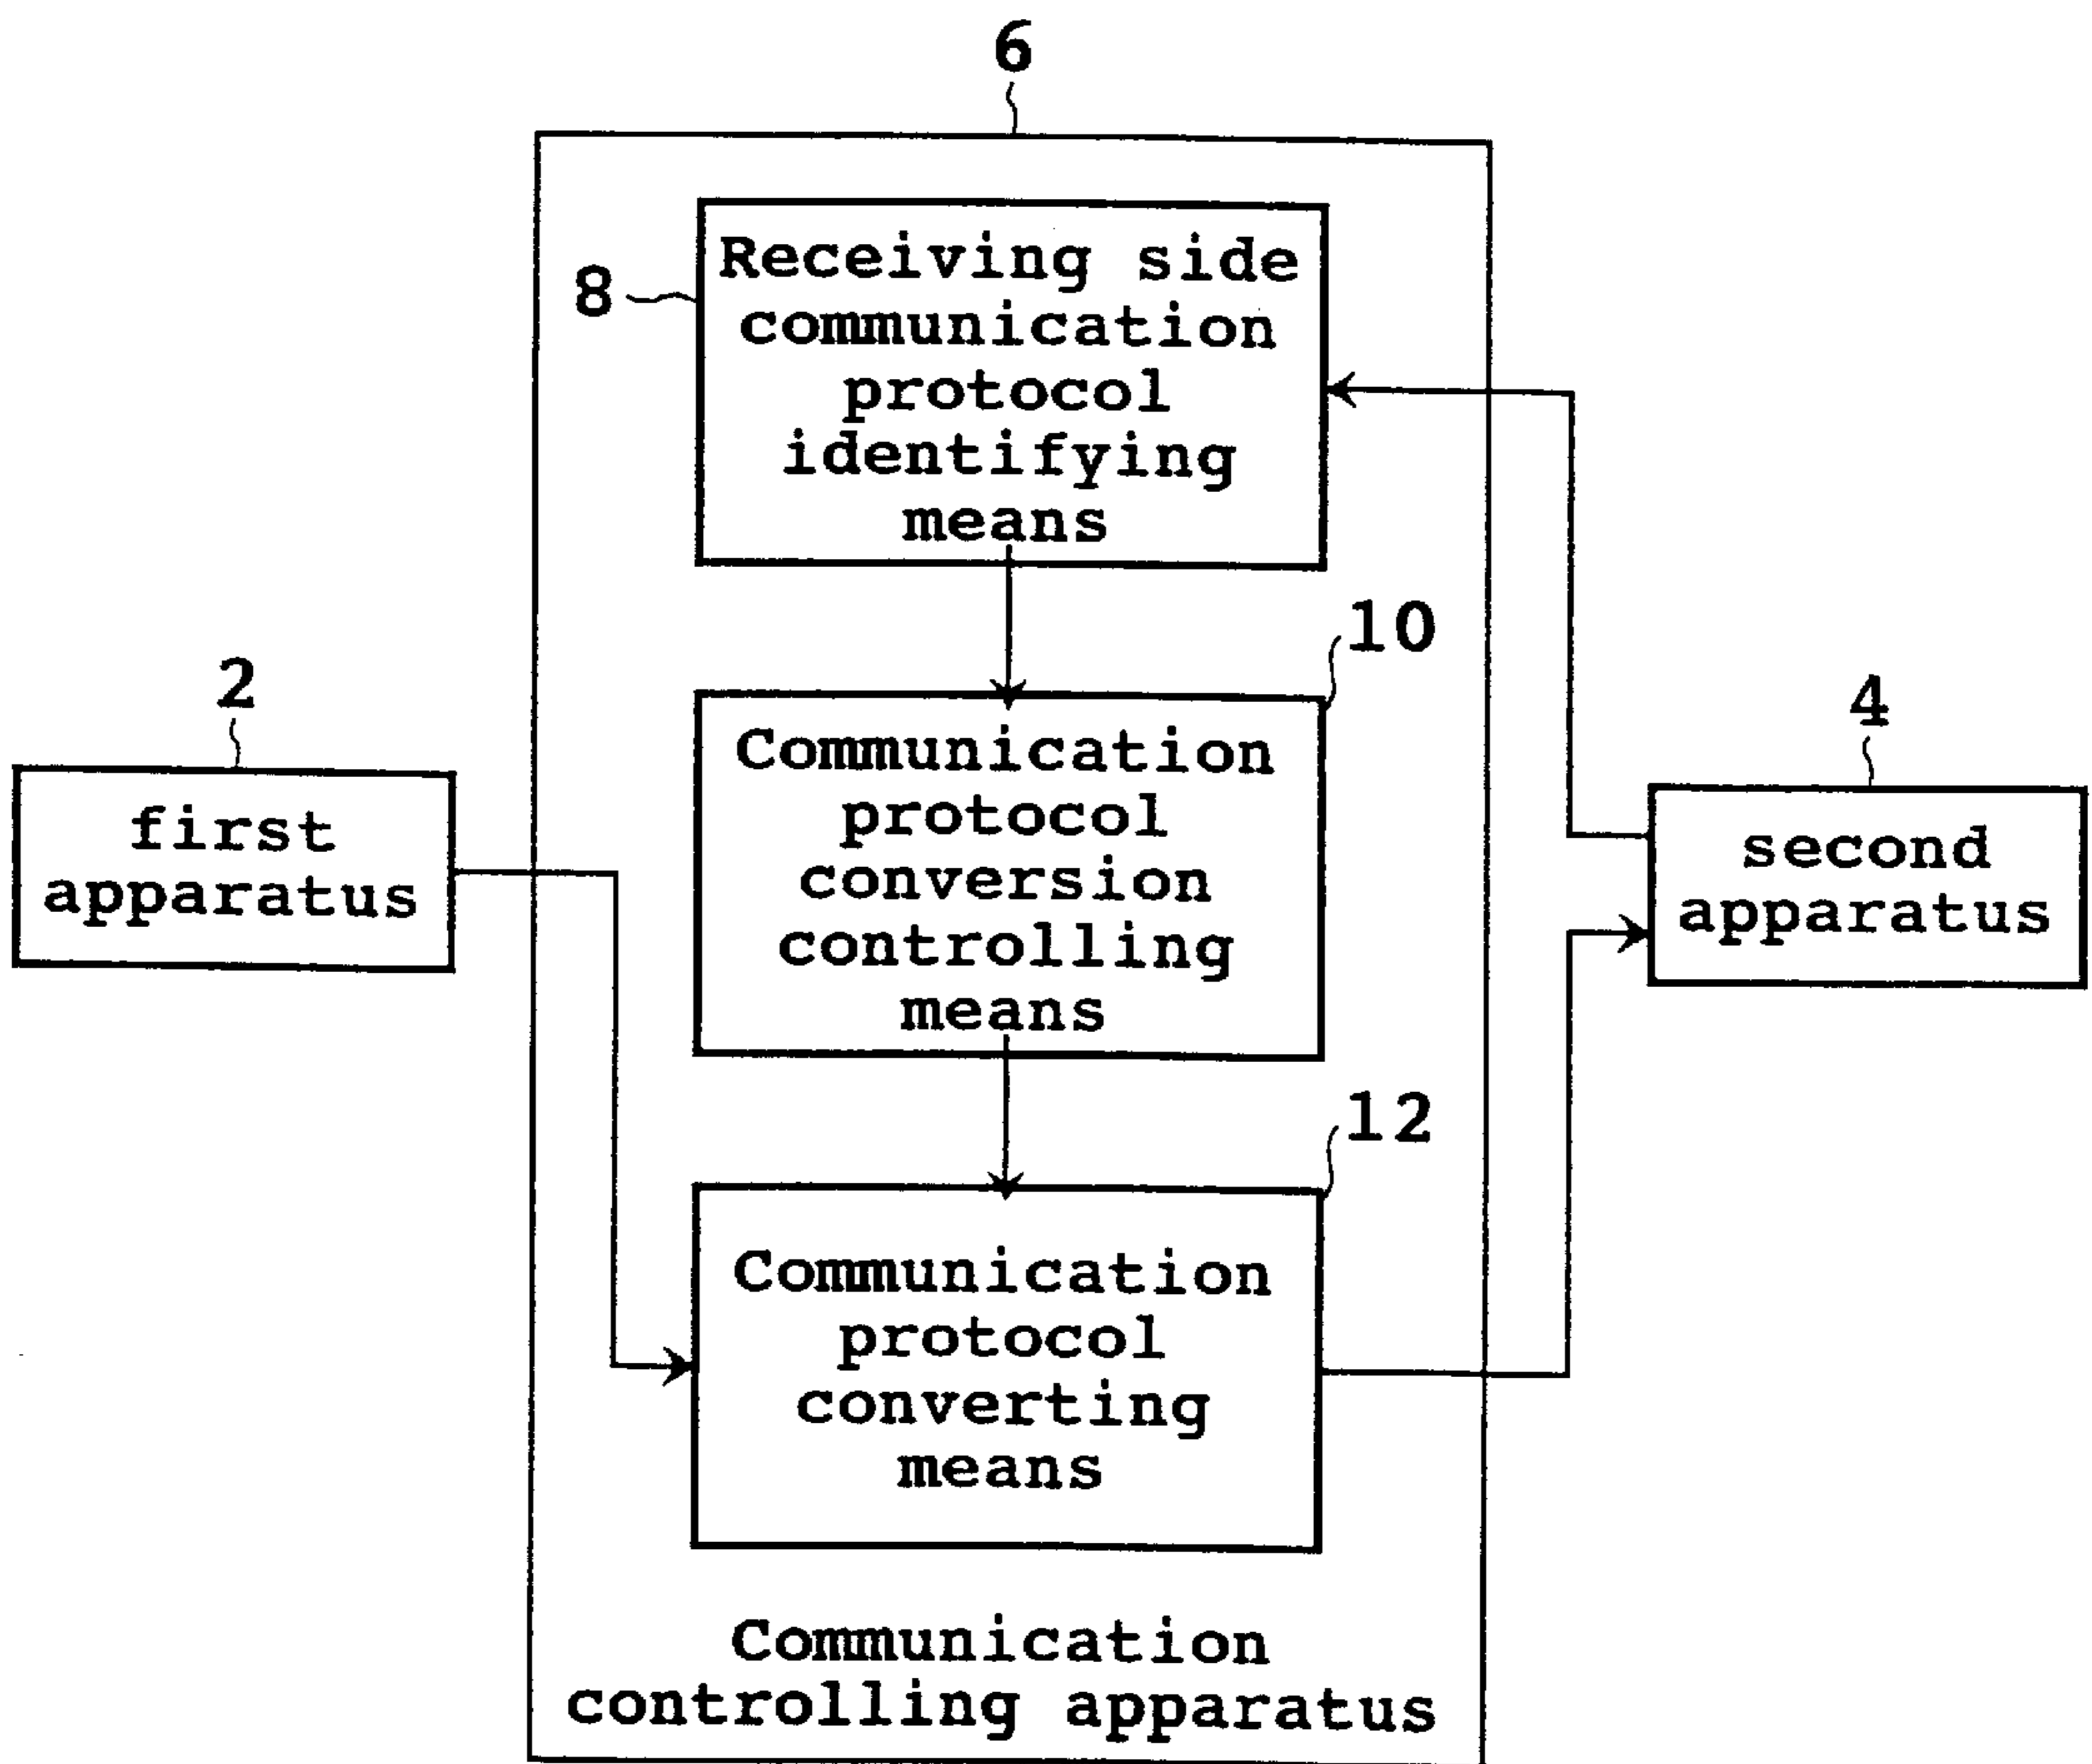 6
Receiving side
communication
protocol
identifying
means
8
10
Communication
protocol
conversion
controlling
means
2
first
apparatus
4
second
apparatus
12
Communication
protocol
converting
means
Communication
controlling apparatus